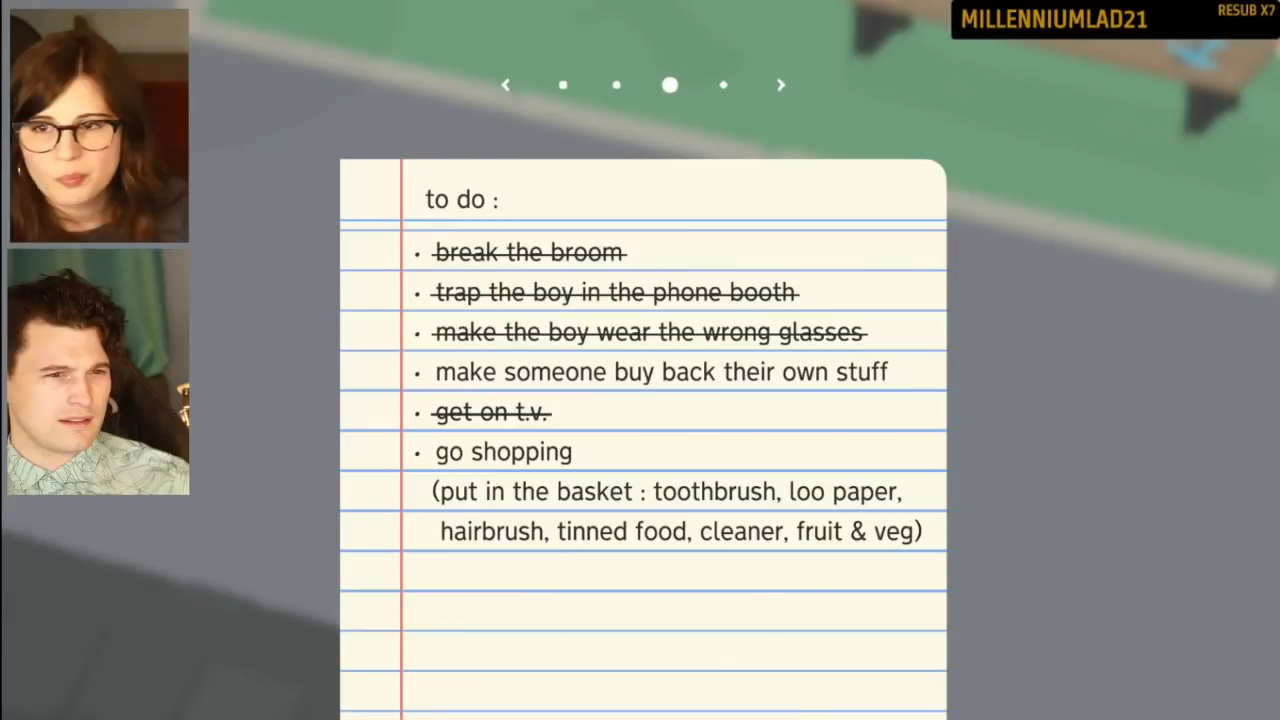 MILLENNIUMLAD21
RESUB X7
to do :
· break the broom
· trap the boy in the phone booth
· make the boy wear the wrong glasses
· make someone buy back their own stuff
· get on t.v.
· go shopping
(put in the basket : toothbrush, loo paper,
hairbrush, tinned food, cleaner, fruit & veg)